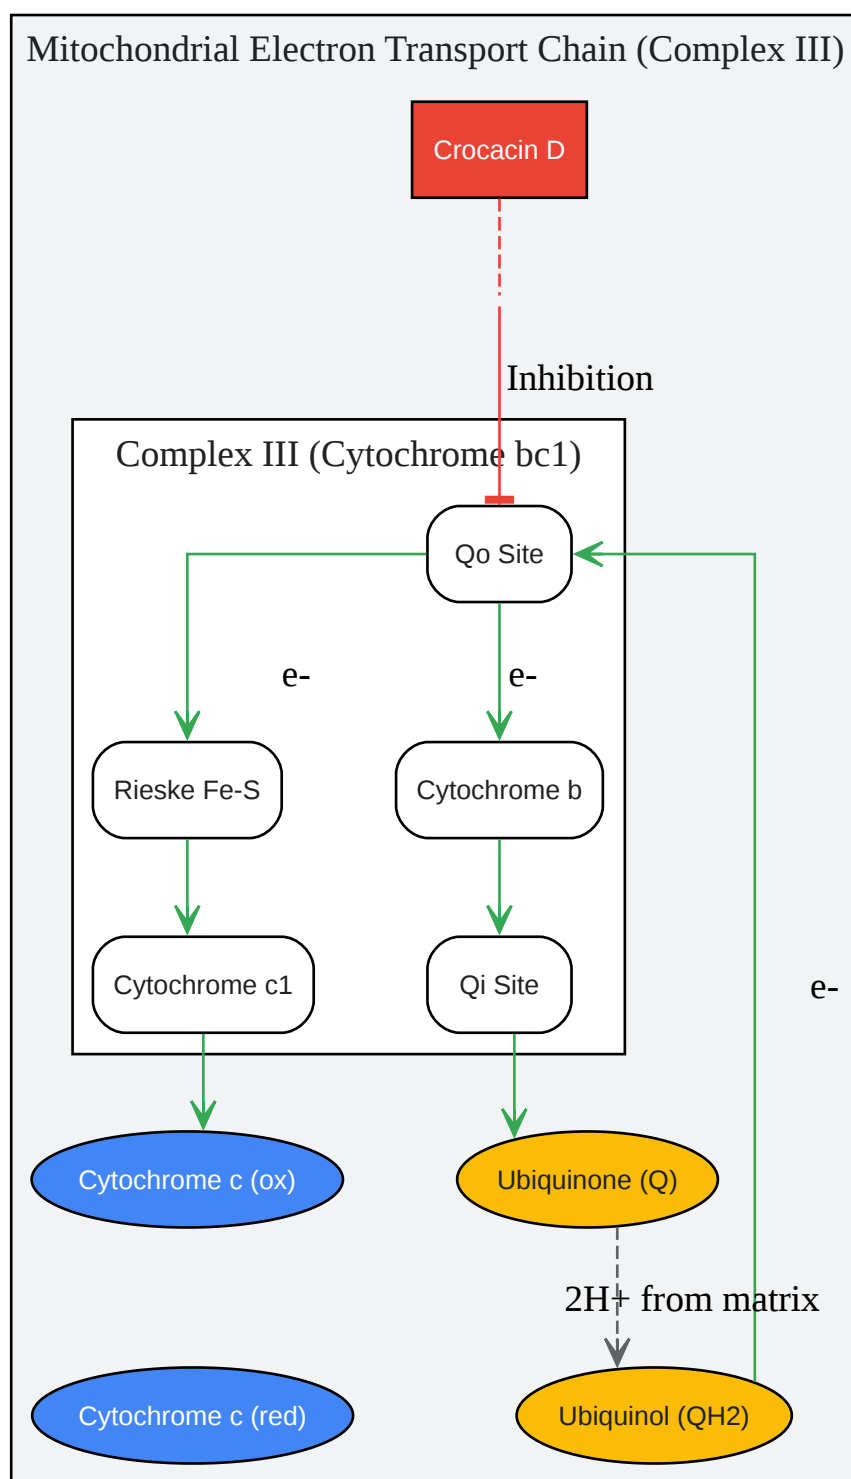 Mitochondrial Electron Transport Chain (Complex III)
Crocacin D
Inhibition
Complex III (Cytochrome bc1)
Qo Site
e-
e-
Rieske Fe-S
Cytochrome b
Cytochrome c1
Qi Site
e-
Cytochrome c (ox)
Ubiquinone (Q)
2H+ from matrix
Cytochrome c (red)
Ubiquinol (QH2)